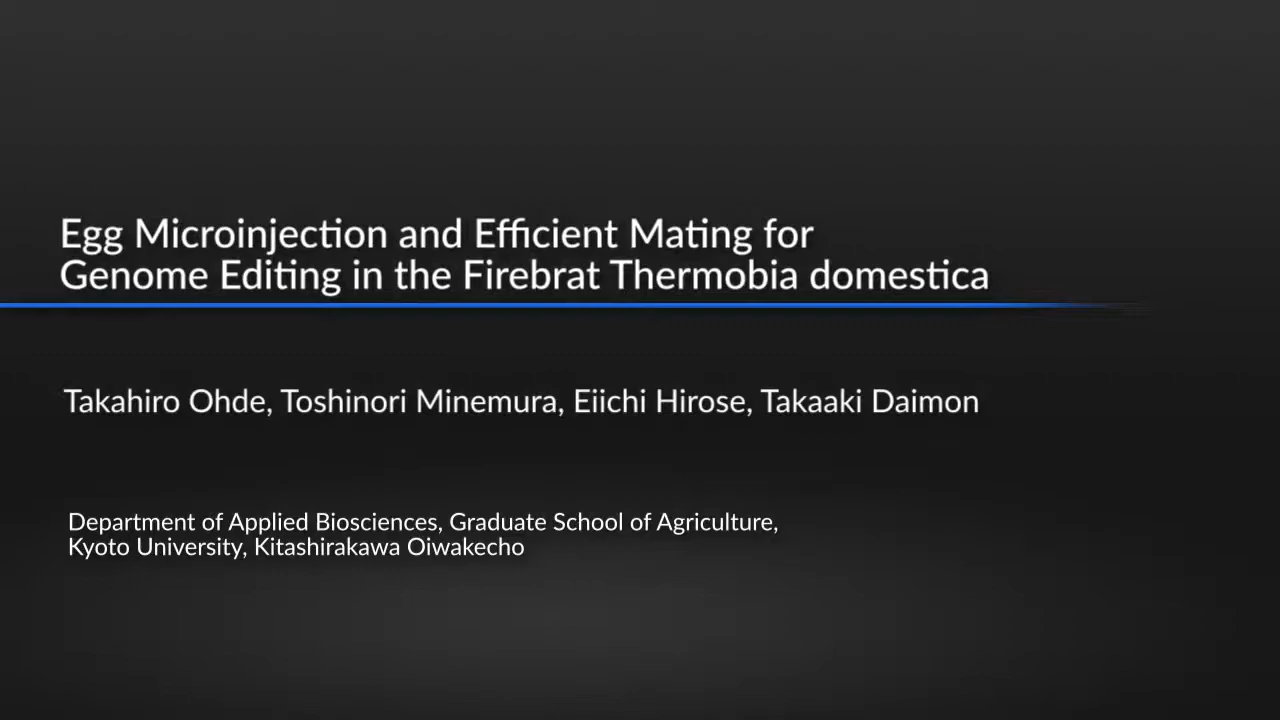 Egg Microinjection and Efficient Mating for
Genome Editing in the Firebrat Thermobia domestica
Takahiro Ohde, Toshinori Minemura, Eiichi Hirose, Takaaki Daimon
Department of Applied Biosciences, Graduate School of Agriculture,
Kyoto University, Kitashirakawa Oiwakecho